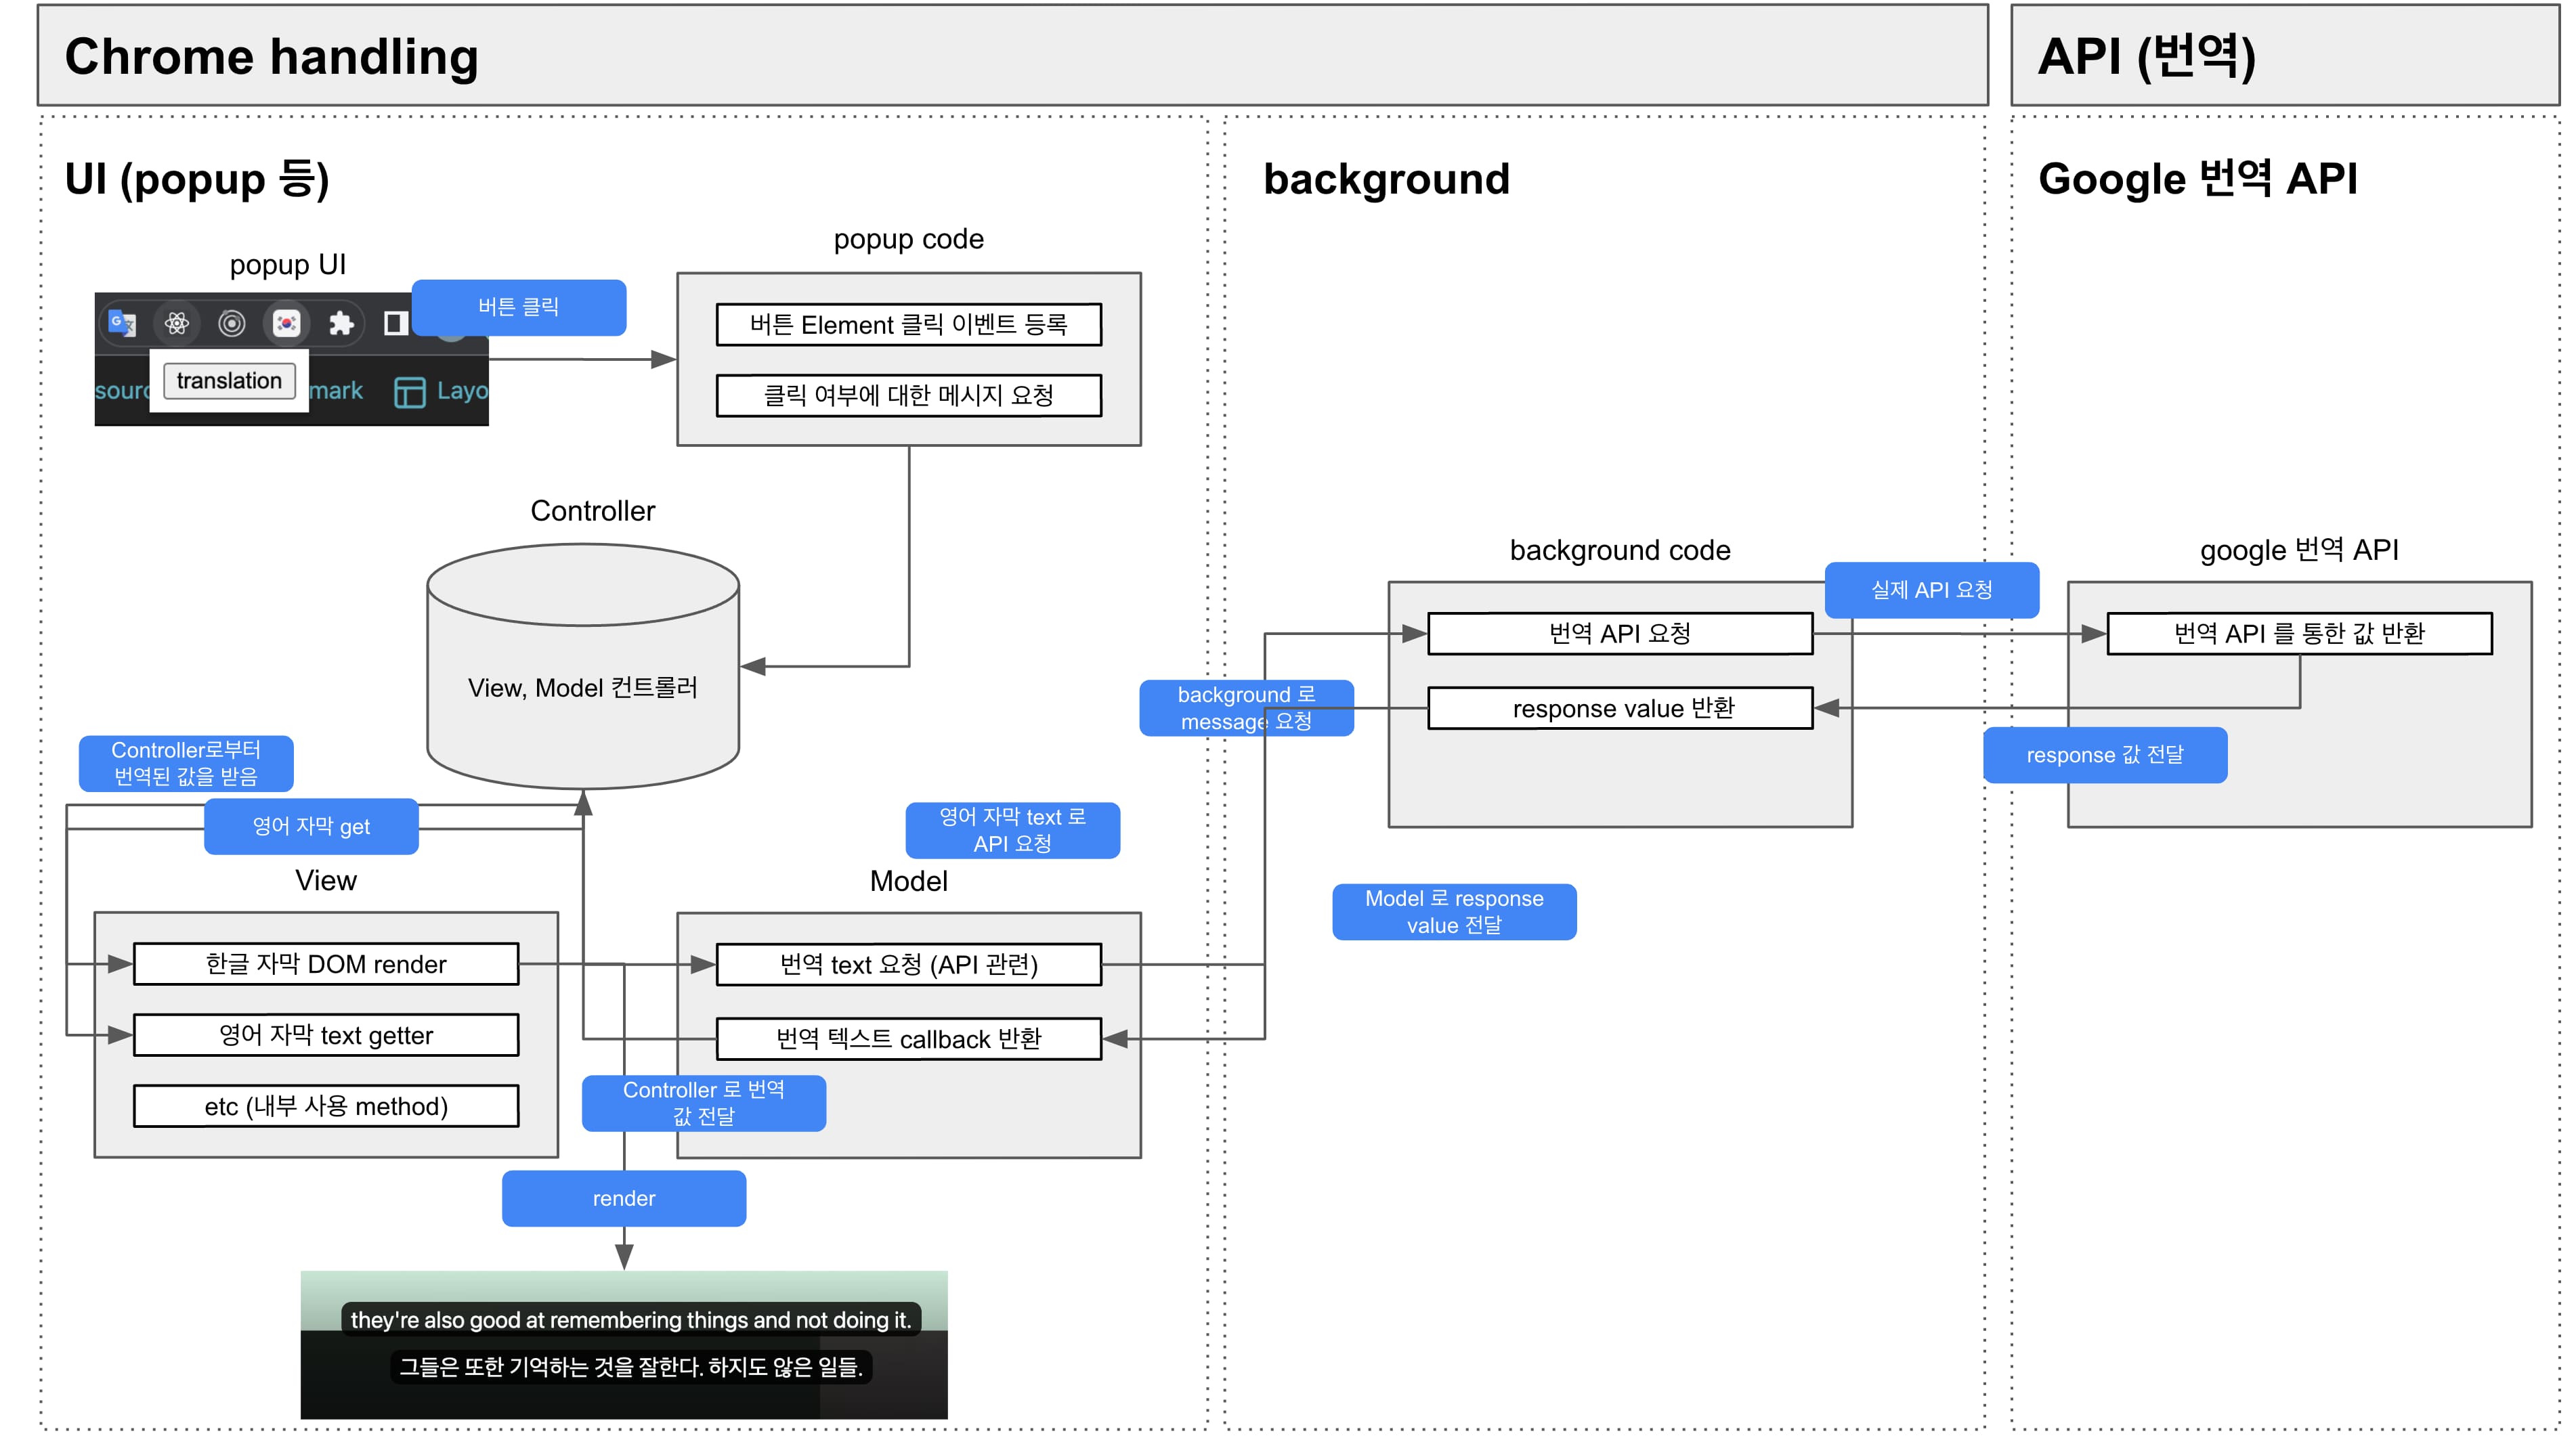 Chrome handling
API (번역)
UI (popup 등)
background
Google 번역 API
popup UI
버튼 클릭
translation
sourc
mark
Layo
popup code
버튼 Element 클릭 이벤트 등록
클릭 여부에 대한 메시지 요청
Controller
View, Model 컨트롤러
background code
실제 API 요청
번역 API 요청
response value 반환
google 번역 API
번역 API 를 통한 값 반환
response 값 전달
background 로
message 요청
Controller로부터
번역된 값을 받음
영어 자막 get
영어 자막 text 로
API 요청
Model 로 response
value 전달
View
한글 자막 DOM render
영어 자막 text getter
etc (내부 사용 method)
Model
번역 text 요청 (API 관련)
번역 텍스트 callback 반환
Controller 로 번역
값 전달
render
they're also good at remembering things and not doing it.
그들은 또한 기억하는 것을 잘한다. 하지도 않은 일들.